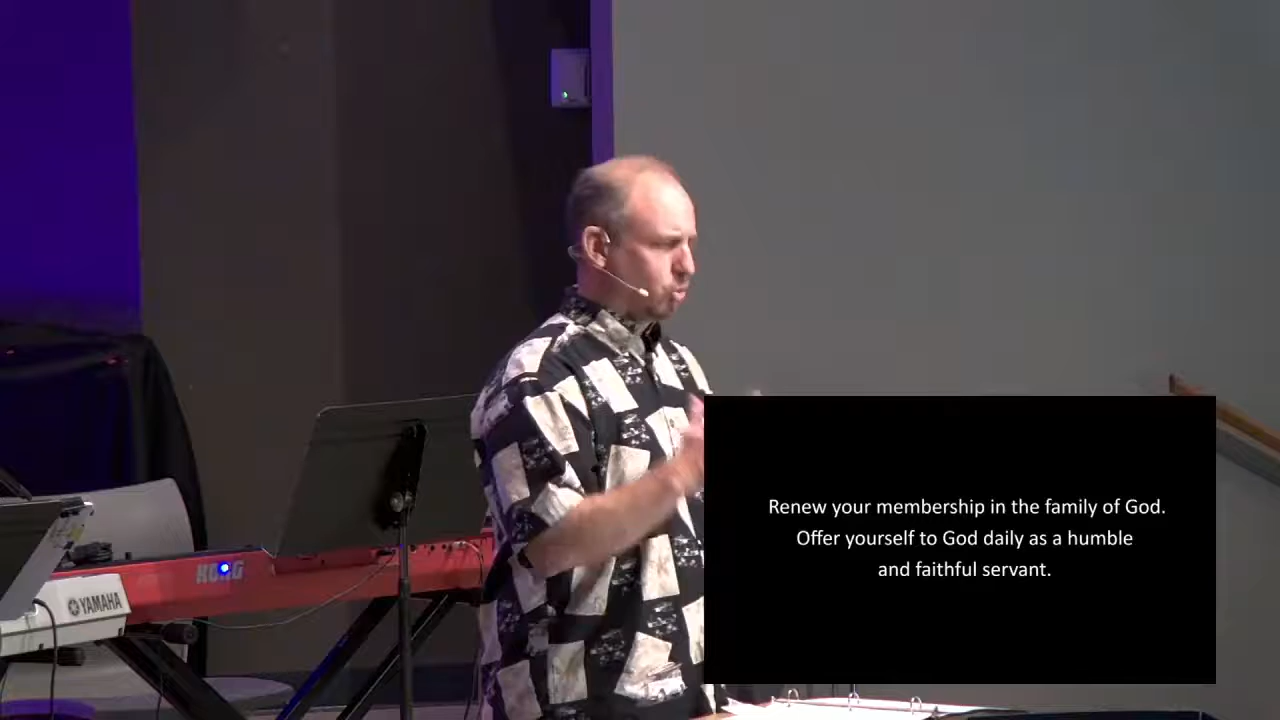 Renew your membership in the family of God.
Offer yourself to God daily as a humble
and faithful servant.
KORG
YAMAHA